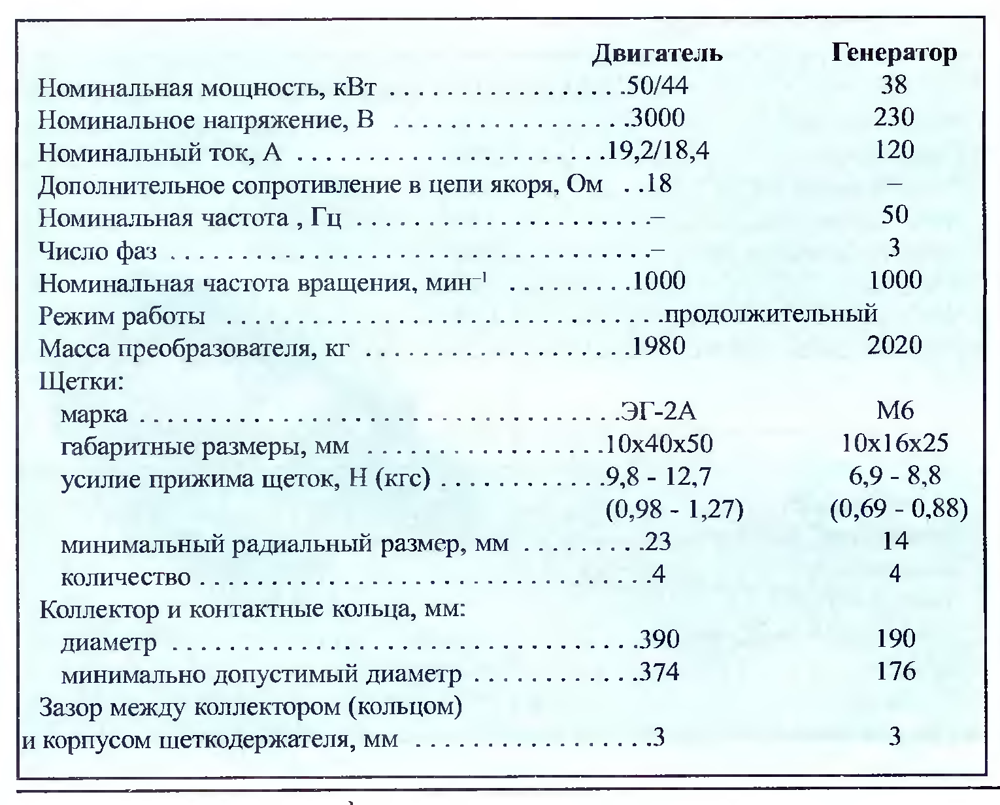 Двигатель Генератор
Номинальная мощность, кВт . . . . . . . . . . . . . . . . .50/44 38
Номинальное напряжение, В . . . . . . . . . . . . . . . . .3000 230
Номинальный ток, А . . . . . . . . . . . . . . . . . . . . . .19,2/18,4 120
Дополнительное сопротивление в цепи якоря, Ом . .18 –
Номинальная частота , Гц . . . . . . . . . . . . . . . . . . . . .– 50
Число фаз . . . . . . . . . . . . . . . . . . . . . . . . . . . . . . . . . .– 3
Номинальная частота вращения, мин⁻¹ . . . . . . . . .1000 1000
Режим работы . . . . . . . . . . . . . . . . . . . . . . . . . . . . . . .продолжительный
Масса преобразователя, кг . . . . . . . . . . . . . . . . . . .1980 2020
Щетки:
марка . . . . . . . . . . . . . . . . . . . . . . . . . . . . . . . . . .ЭГ-2А М6
габаритные размеры, мм . . . . . . . . . . . . . . . . .10х40х50 10х16х25
усилие прижима щеток, Н (кгс) . . . . . . . . . . . .9,8 - 12,7 6,9 - 8,8
(0,98 - 1,27) (0,69 - 0,88)
минимальный радиальный размер, мм . . . . . . . . .23 14
количество . . . . . . . . . . . . . . . . . . . . . . . . . . . . . . . .4 4
Коллектор и контактные кольца, мм:
диаметр . . . . . . . . . . . . . . . . . . . . . . . . . . . . . . . . .390 190
минимально допустимый диаметр . . . . . . . . . . . .374 176
Зазор между коллектором (кольцом)
и корпусом щеткодержателя, мм . . . . . . . . . . . . . . . . .3 3